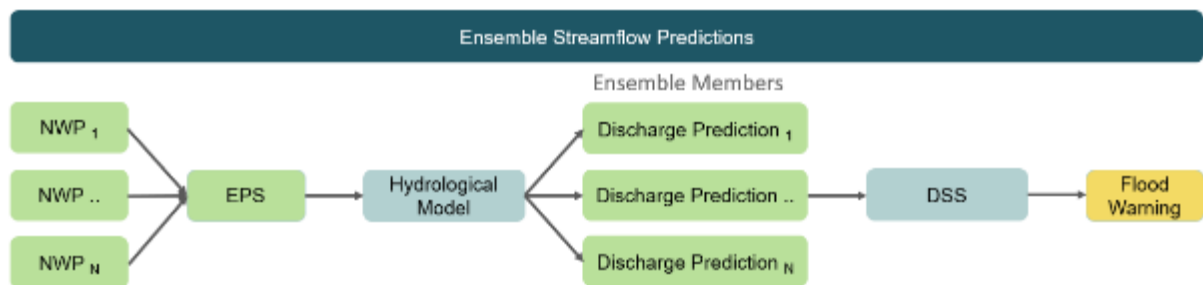 Ensemble Streamflow Predictions
Ensemble Members
NWP 1
Discharge Prediction 1
NWP ..
EPS
Hydrological
Model
Discharge Prediction ..
DSS
Flood
Warning
NWP N
Discharge Prediction N